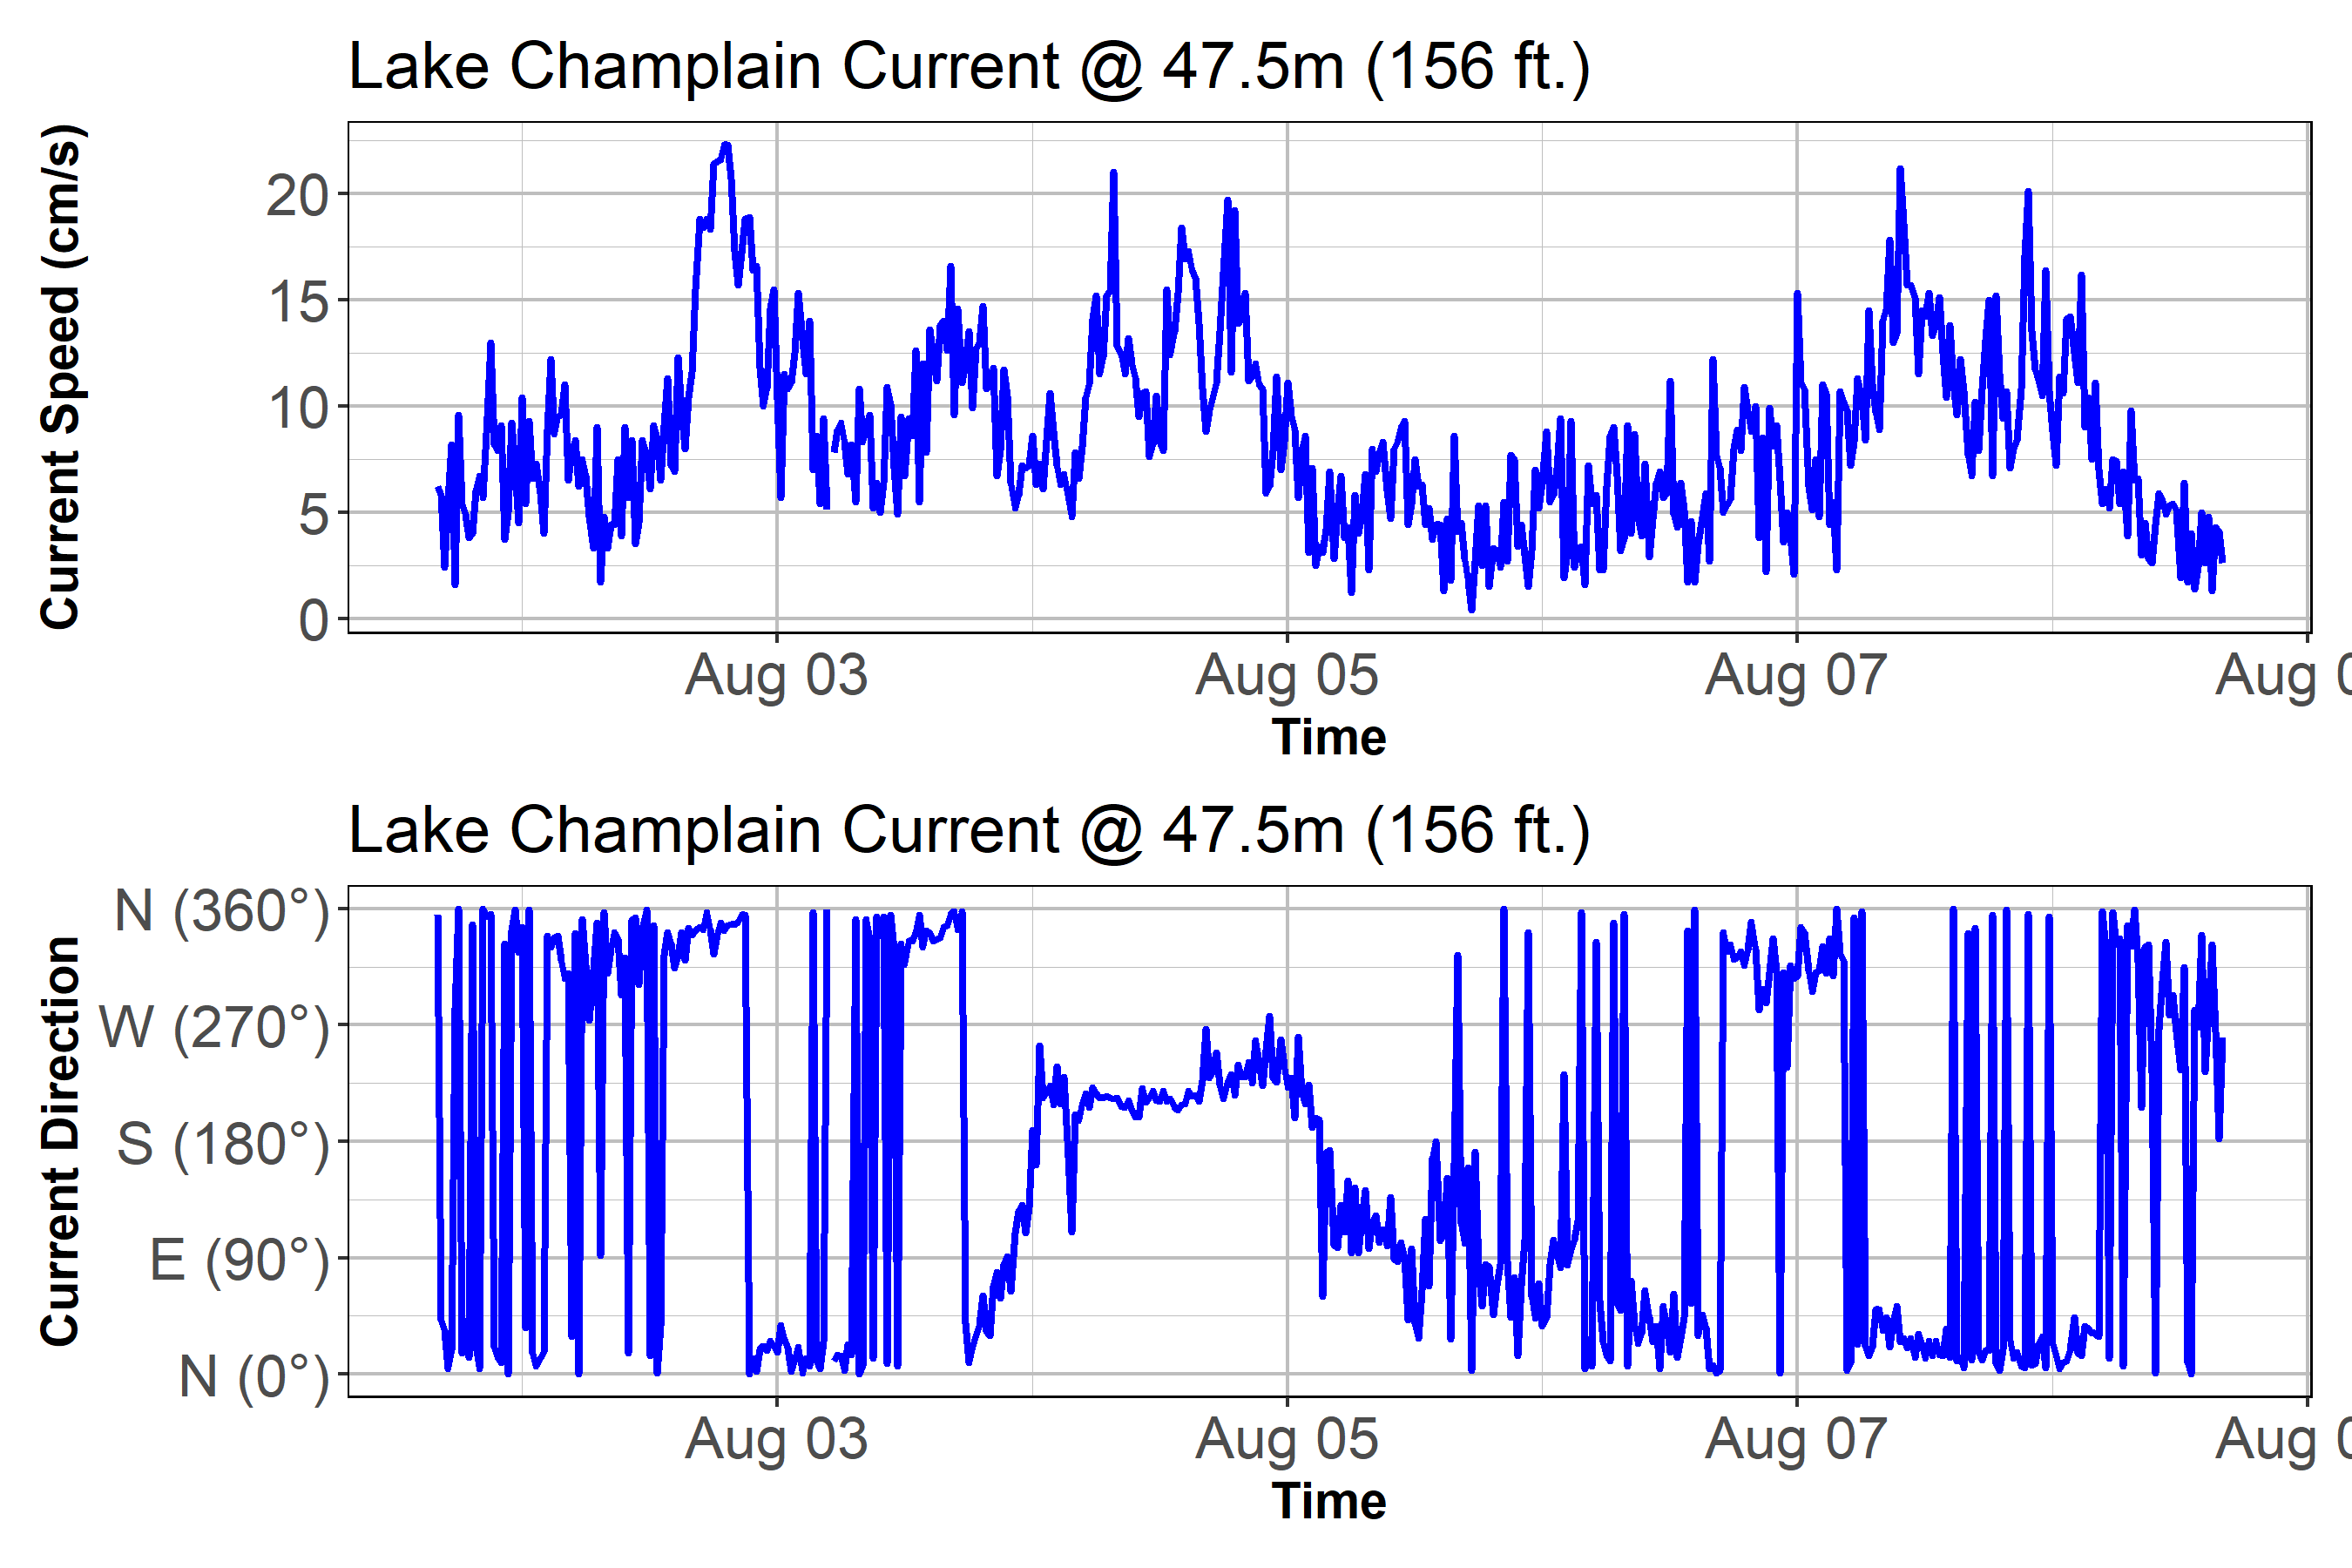 Lake Champlain Current @ 47.5m (156 ft.)
Current Speed (cm/s)
20
15
10
5
0
Aug 03 Aug 05 Aug 07 Aug
Time
Lake Champlain Current @ 47.5m (156 ft.)
Current Direction
N (360°)
W (270°)
S (180°)
E (90°)
N (0°)
Aug 03 Aug 05 Aug 07 Aug
Time